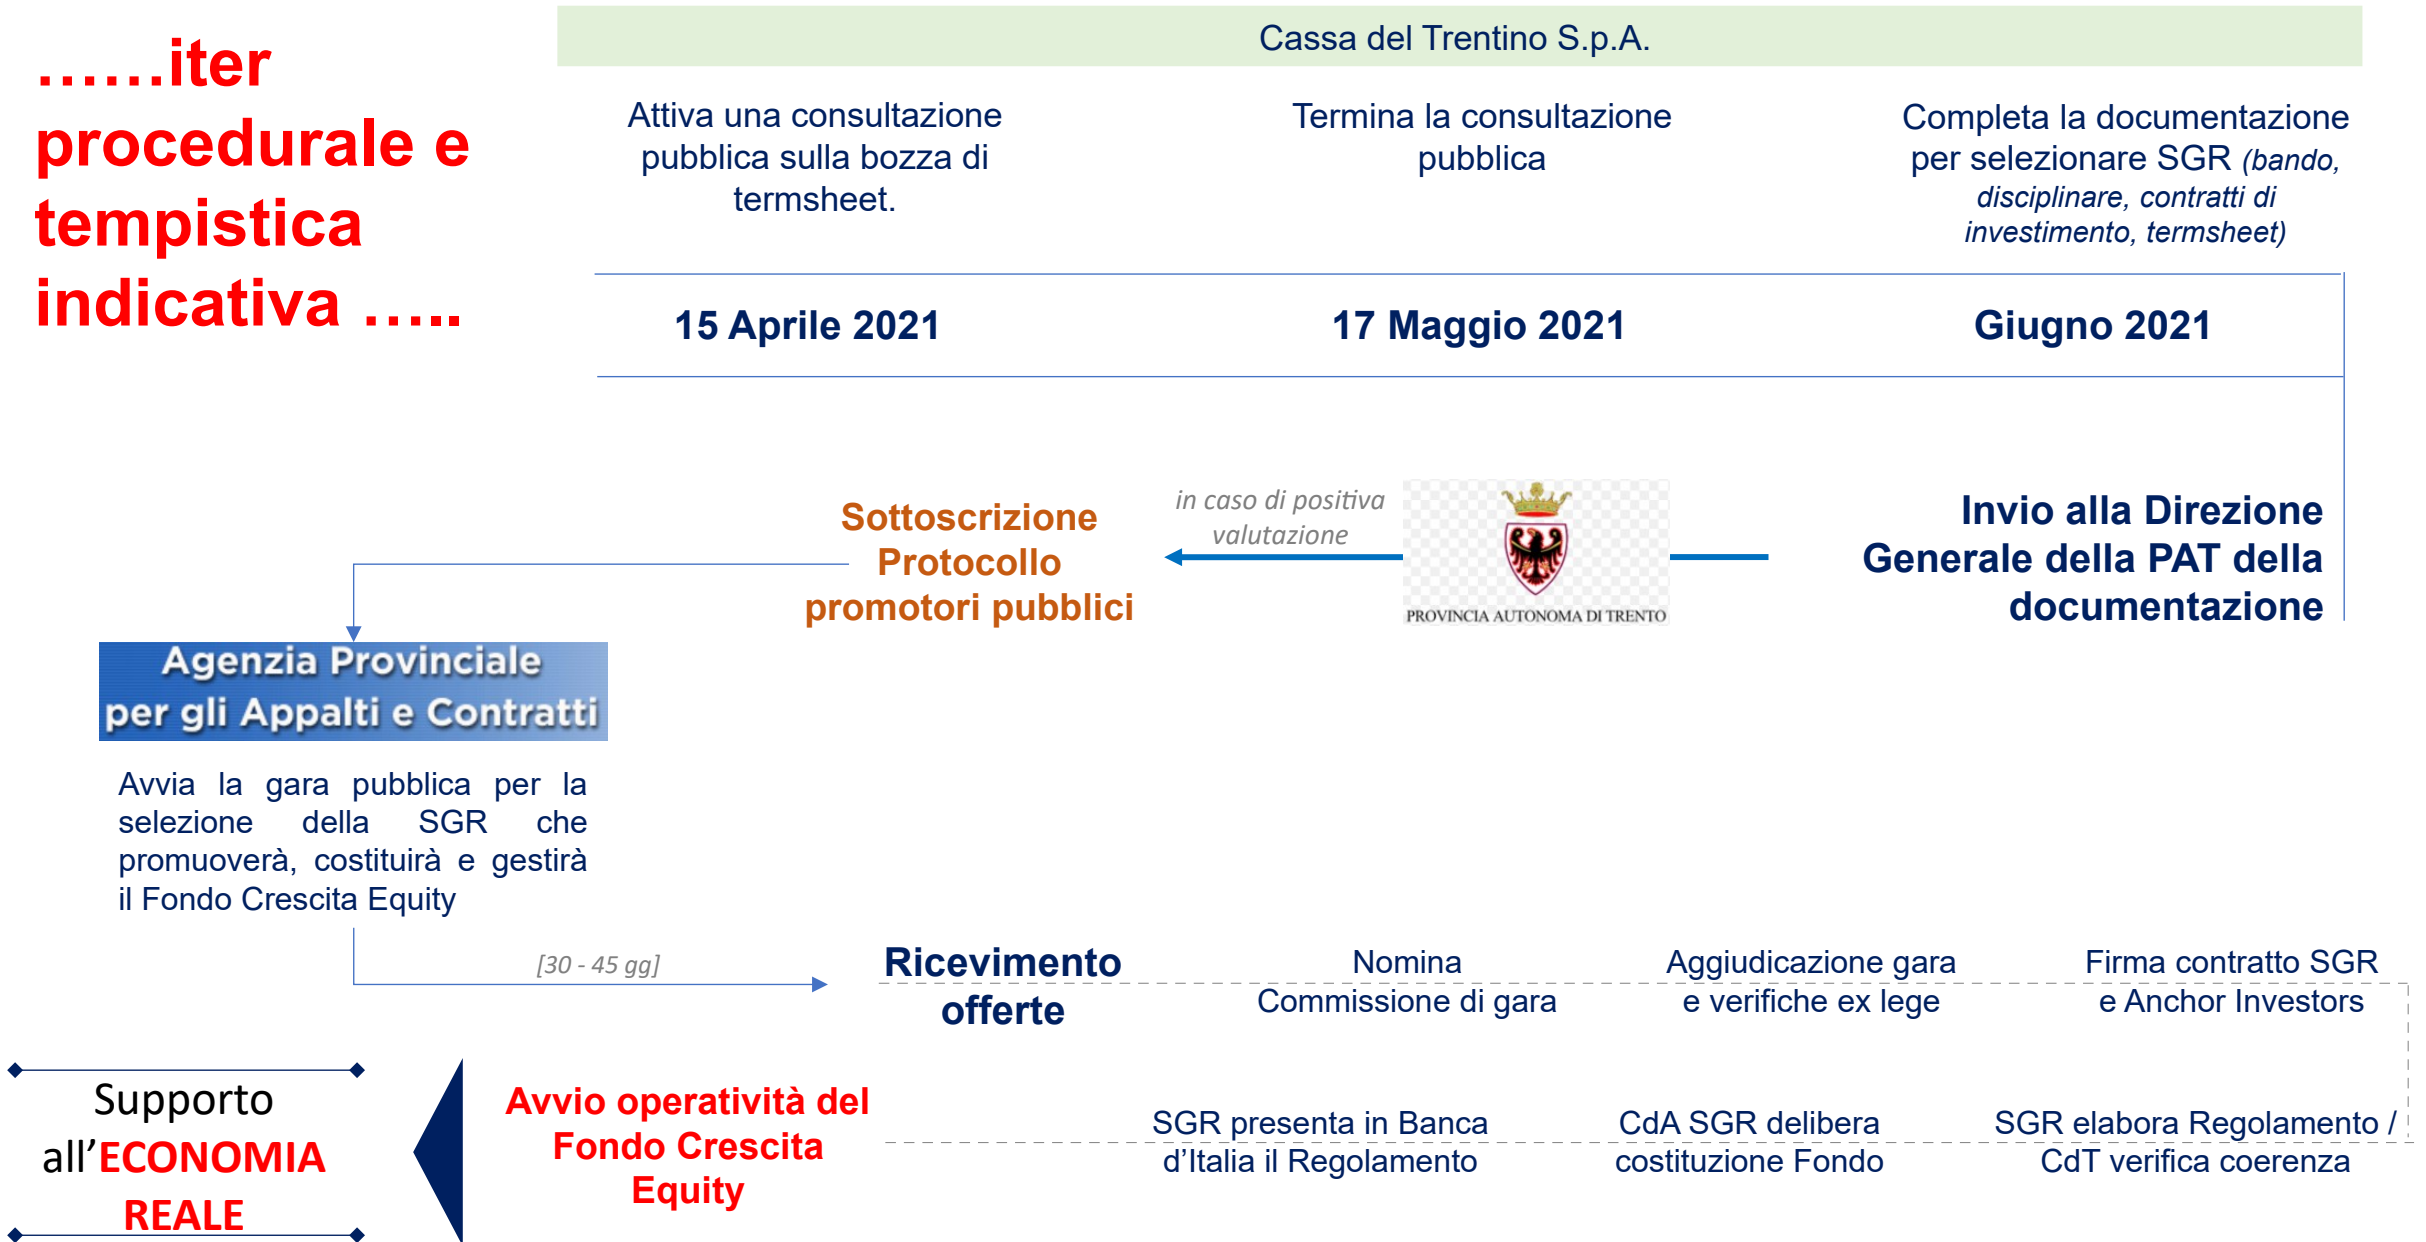 ……iter
procedurale e
tempistica
indicativa …..
Cassa del Trentino S.p.A.
Attiva una consultazione
pubblica sulla bozza di
termsheet.
Termina la consultazione
pubblica
Completa la documentazione
per selezionare SGR (bando,
disciplinare, contratti di
investimento, termsheet)
15 Aprile 2021
17 Maggio 2021
Giugno 2021
Invio alla Direzione
Generale della PAT della
documentazione
PROVINCIA AUTONOMA DI TRENTO
in caso di positiva
valutazione
Sottoscrizione
Protocollo
promotori pubblici
Agenzia Provinciale
per gli Appalti e Contratti
Avvia la gara pubblica per la
selezione della SGR che
promuoverà, costituirà e gestirà
il Fondo Crescita Equity
[30 - 45 gg]
Ricevimento
offerte
Nomina
Commissione di gara
Aggiudicazione gara
e verifiche ex lege
Firma contratto SGR
e Anchor Investors
SGR elabora Regolamento /
CdT verifica coerenza
CdA SGR delibera
costituzione Fondo
SGR presenta in Banca
d’Italia il Regolamento
Avvio operatività del
Fondo Crescita
Equity
Supporto
all’ECONOMIA
REALE